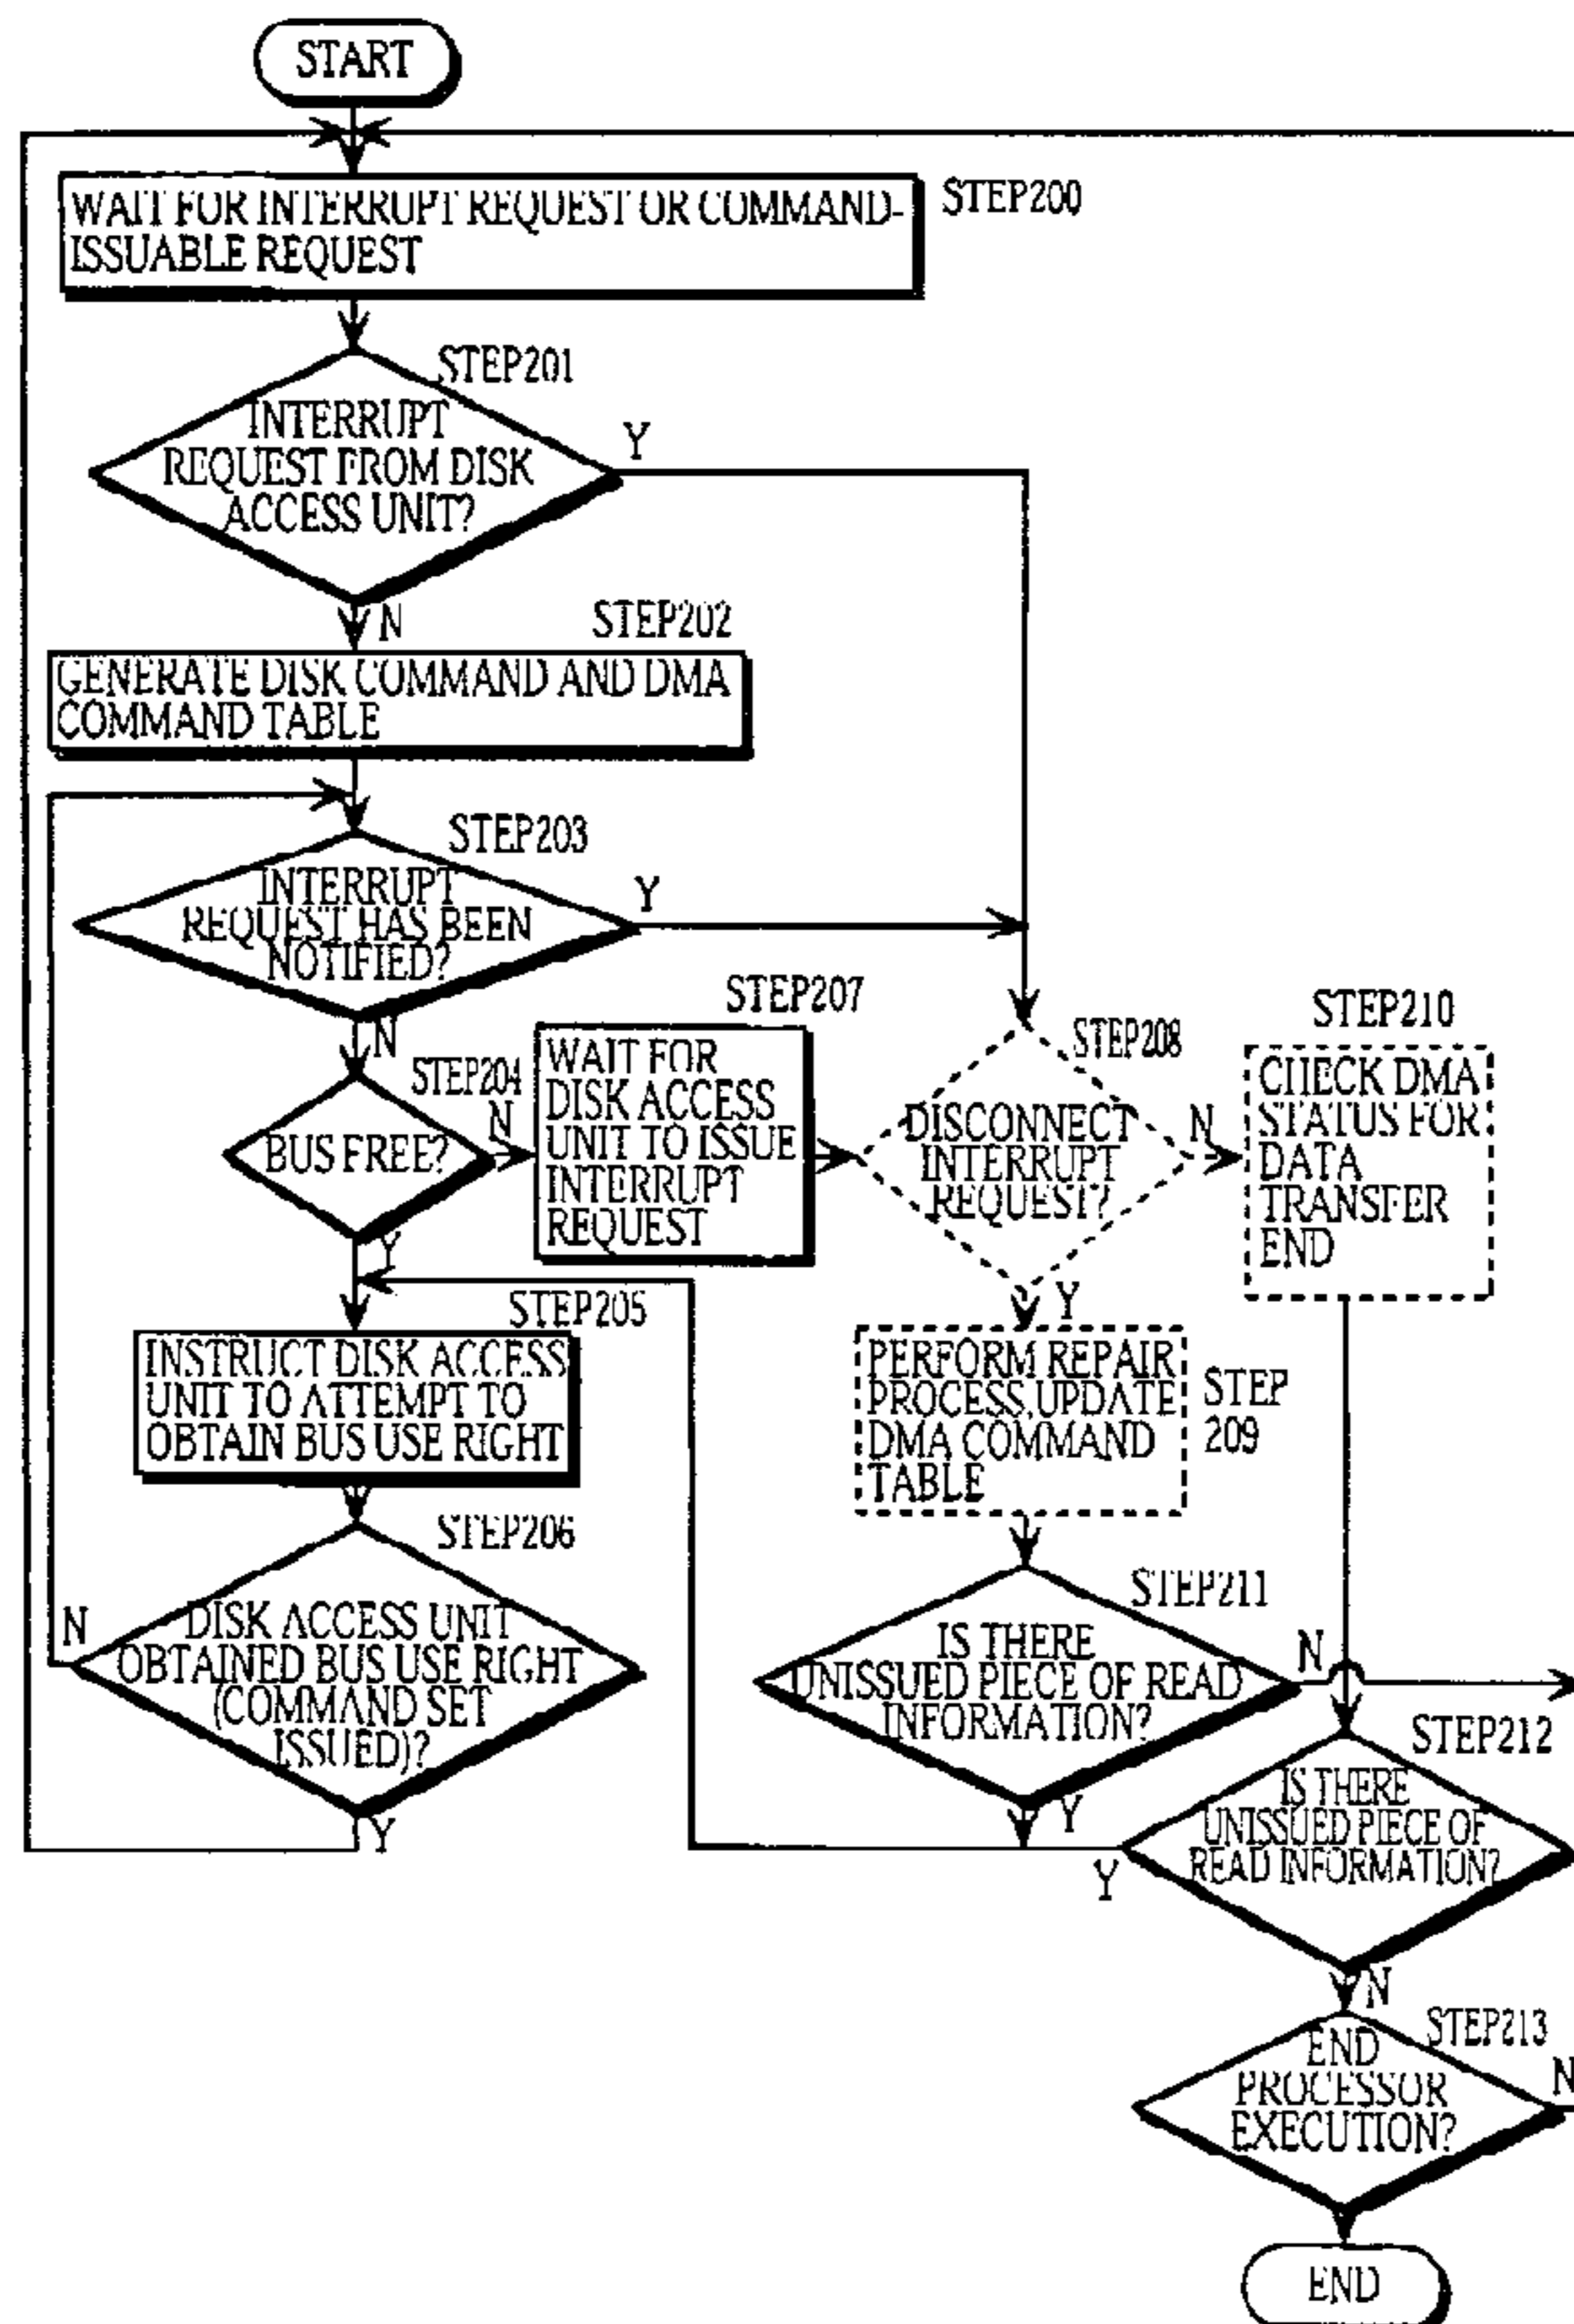 START
WAIT FOR INTERRUPT REQUEST OR COMMAND-
ISSUABLE REQUEST
STEP200
STEP201
INTERRUPT
REQUEST FROM DISK
ACCESS UNIT?
Y
N
STEP202
GENERATE DISK COMMAND AND DMA
COMMAND TABLE
STEP203
INTERRUPT
REQUEST HAS BEEN
NOTIFIED?
Y
N
STEP204
BUS FREE?
N
Y
STEP207
WAIT FOR
DISK ACCESS
UNIT TO ISSUE
INTERRUPT
REQUEST
STEP208
DISCONNECT
INTERRUPT
REQUEST?
N
Y
STEP210
CHECK DMA
STATUS FOR
DATA
TRANSFER
END
STEP205
INSTRUCT DISK ACCESS
UNIT TO ATTEMPT TO
OBTAIN BUS USE RIGHT
PERFORM REPAIR
PROCESS,UPDATE
DMA COMMAND
TABLE
STEP
209
STEP206
DISK ACCESS UNIT
OBTAINED BUS USE RIGHT
(COMMAND SET
ISSUED)?
N
Y
STEP211
IS THERE
UNISSUED PIECE OF READ
INFORMATION?
N
Y
STEP212
IS THERE
UNISSUED PIECE OF
READ INFORMATION?
Y
N
STEP213
END
PROCESSOR
EXECUTION?
N
END